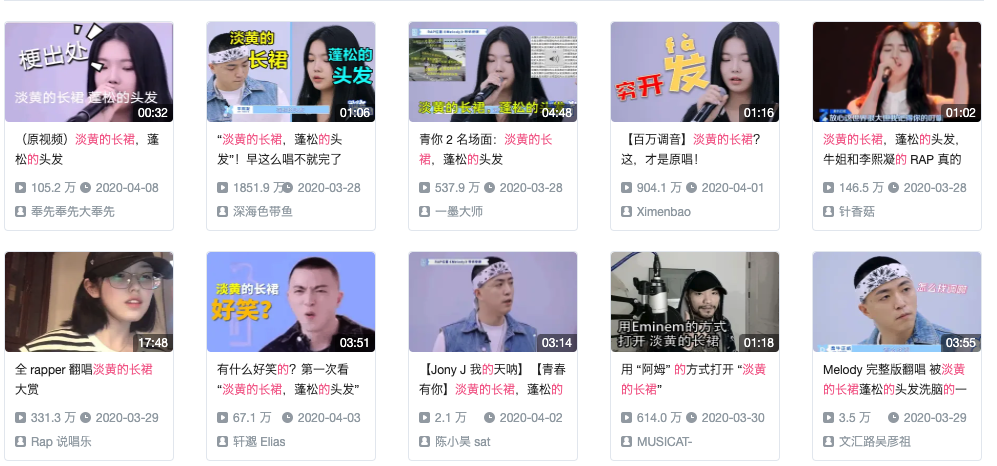 梗出处
淡黄的长裙 蓬松的头发
00:32
（原视频）淡黄的长裙，蓬
松的头发
105.2 万 2020-04-08
奉先奉先大奉先
淡黄的
长裙
蓬松的
头发
01:06
“淡黄的长裙，蓬松的头
发”！早这么唱不就完了
1851.9 万 2020-03-28
深海色带鱼
淡黄的长裙 蓬松的头发
04:48
青你 2 名场面：淡黄的长
裙，蓬松的头发
537.9 万 2020-03-28
一墨大师
fà
穷开 发
01:16
【百万调音】淡黄的长裙？
这，才是原唱！
904.1 万 2020-04-01
Ximenbao
01:02
淡黄的长裙，蓬松的头发，
牛姐和李熙凝的 RAP 真的
146.5 万 2020-03-28
针香菇
17:48
全 rapper 翻唱淡黄的长裙
大赏
331.3 万 2020-03-29
Rap 说唱乐
淡黄的长裙
好笑？
03:51
有什么好笑的？第一次看
“淡黄的长裙，蓬松的头发”
67.1 万 2020-04-03
轩邈 Elias
03:14
【Jony J 我的天呐】【青春
有你】淡黄的长裙，蓬松的
2.1 万 2020-04-02
陈小昊 sat
用Eminem的方式
打开 淡黄的长裙
01:18
用 “阿姆” 的方式打开 “淡黄
的长裙”
614.0 万 2020-03-30
MUSICAT-
怎么找调啊
03:55
Melody 完整版翻唱 被淡黄
的长裙蓬松的头发洗脑的一
3.5 万 2020-03-29
文汇路吴彦祖